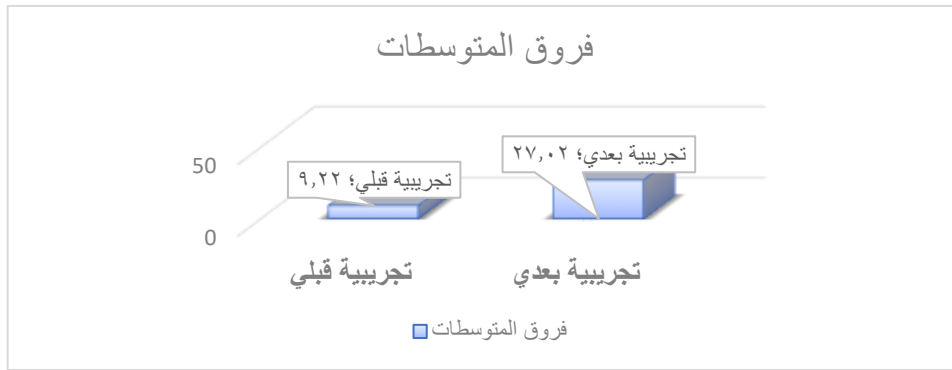 فروق المتوسطات
50
0
تجريبية قبلي؛ ٩,٢٢
تجريبية بعدي؛ ٢٧,٠٢
تجريبية قبلي
تجريبية بعدي
فروق المتوسطات